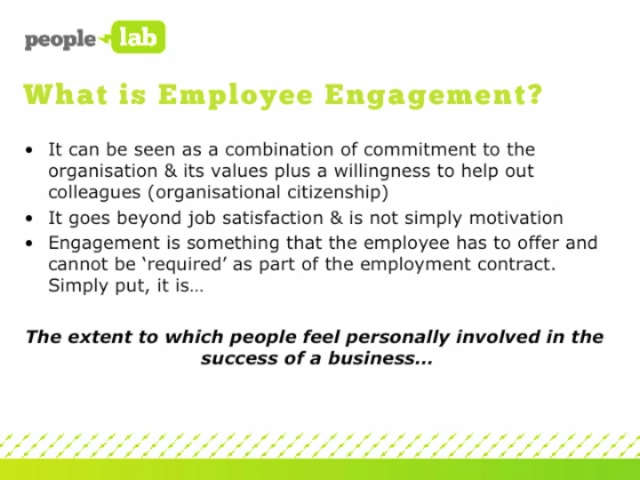 people lab
What is Employee Engagement?
• It can be seen as a combination of commitment to the
organisation & its values plus a willingness to help out
colleagues (organisational citizenship)
• It goes beyond job satisfaction & is not simply motivation
• Engagement is something that the employee has to offer and
cannot be ‘required’ as part of the employment contract.
Simply put, it is…
The extent to which people feel personally involved in the
success of a business…